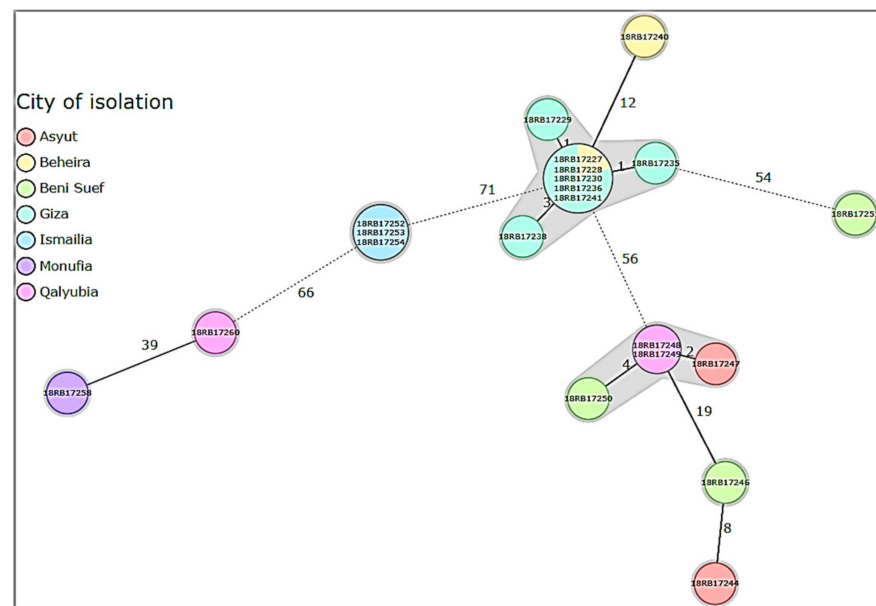 18RB17240
City of isolation
Asyut
Beheira
Beni Suef
Giza
Ismailia
Monufia
Qalyubia
12
18RB17229
1
18RB17227
18RB17228
18RB17230
18RB17236
18RB17241
1
18RB17235
54
71
3
18RB17238
18RB17252
18RB17253
18RB17254
56
66
18RB17260
39
18RB17258
18RB17248
18RB17249
2
18RB17247
4
18RB17250
19
18RB17246
8
18RB17244